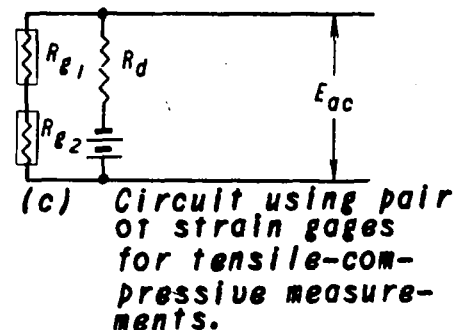 Rg1
Rd
Rg2
Eac
(c) Circuit using pair
of strain gages
for tensile-com-
pressive measure-
ments.